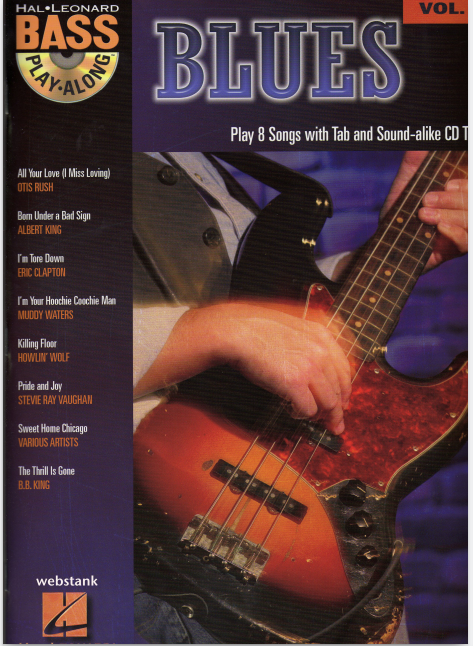 HAL•LEONARD
BASS
PLAY-ALONG
VOL.
BLUES
Play 8 Songs with Tab and Sound-alike CD T
All Your Love (I Miss Loving)
OTIS RUSH
Born Under a Bad Sign
ALBERT KING
I'm Tore Down
ERIC CLAPTON
I'm Your Hoochie Coochie Man
MUDDY WATERS
Killing Floor
HOWLIN' WOLF
Pride and Joy
STEVIE RAY VAUGHAN
Sweet Home Chicago
VARIOUS ARTISTS
The Thrill Is Gone
B.B. KING
webstank